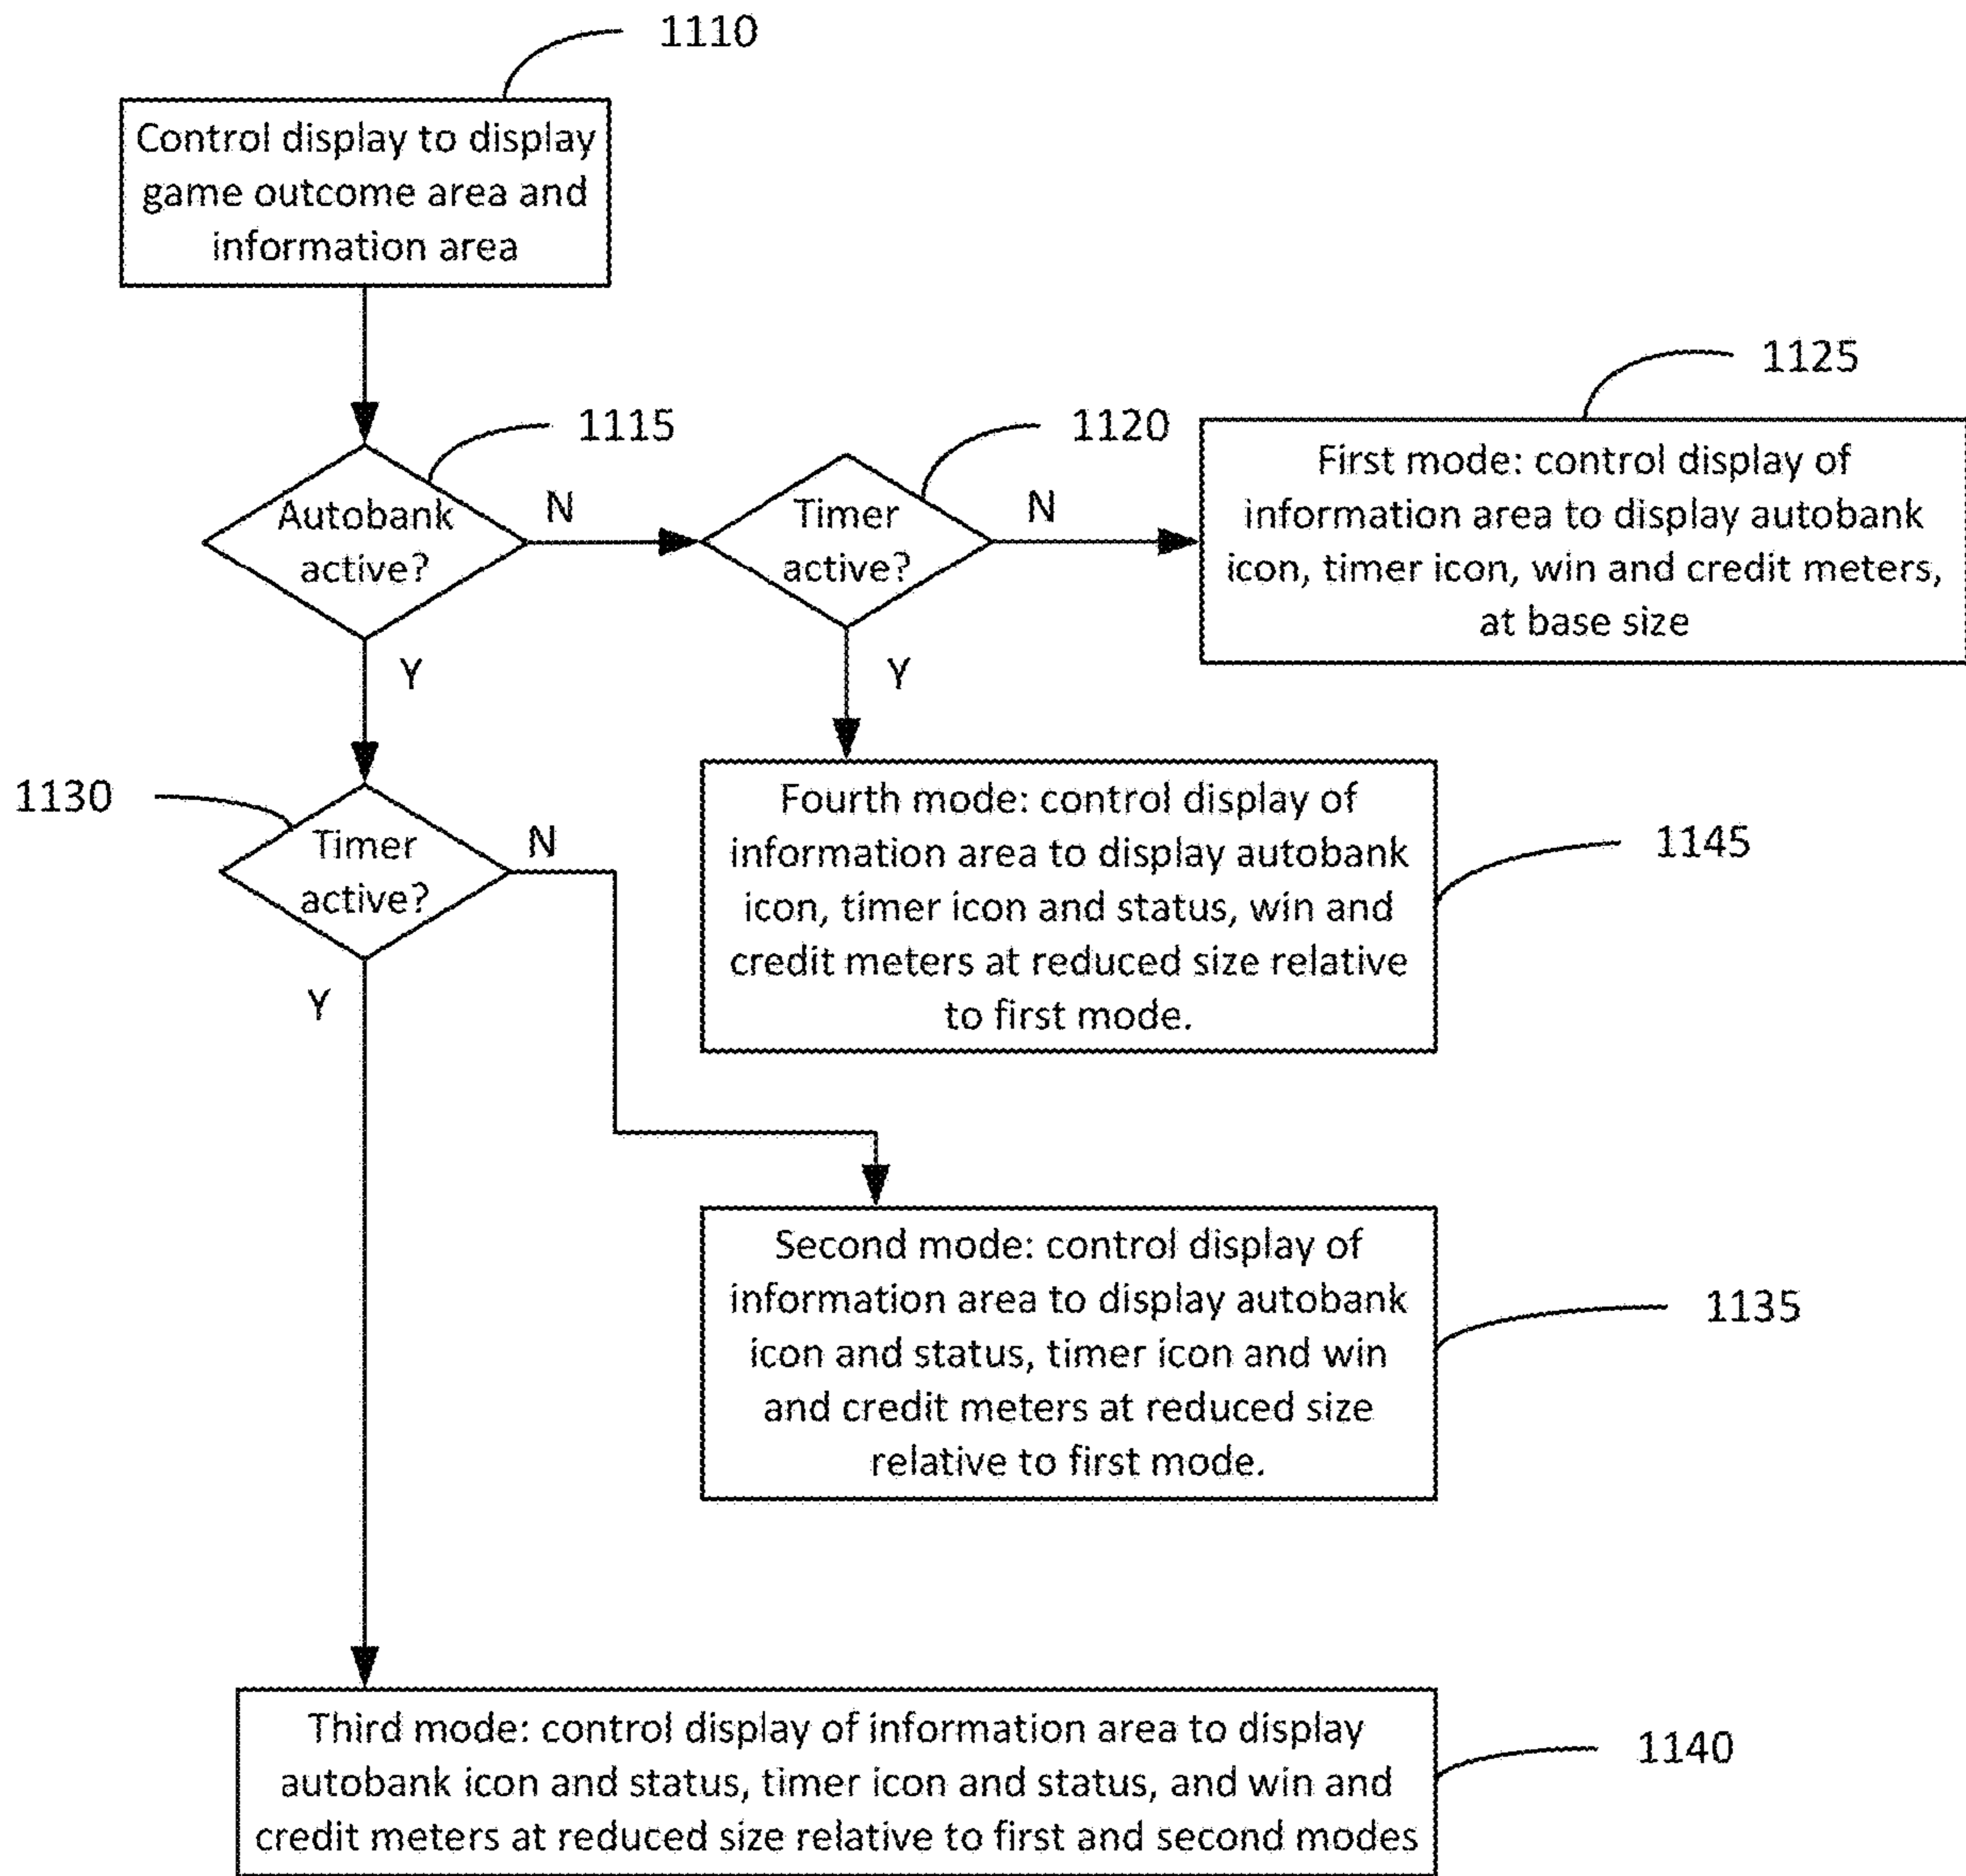 1110
Control display to display
game outcome area and
information area
1115
Autobank
active?
N
Y
1120
Timer
active?
N
Y
1125
First mode: control display of
information area to display autobank
icon, timer icon, win and credit meters,
at base size
1130
Timer
active?
N
Y
Fourth mode: control display of
information area to display autobank
icon, timer icon and status, win and
credit meters at reduced size relative
to first mode.
1145
Second mode: control display of
information area to display autobank
icon and status, timer icon and win
and credit meters at reduced size
relative to first mode.
1135
Third mode: control display of information area to display
autobank icon and status, timer icon and status, and win and
credit meters at reduced size relative to first and second modes
1140